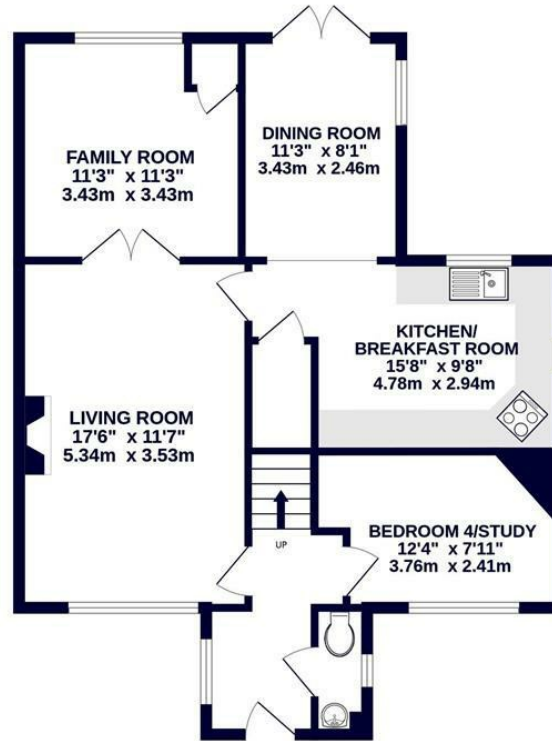 FAMILY ROOM
11'3" x 11'3"
3.43m x 3.43m
DINING ROOM
11'3" x 8'1"
3.43m x 2.46m
KITCHEN/
BREAKFAST ROOM
15'8" x 9'8"
4.78m x 2.94m
LIVING ROOM
17'6" x 11'7"
5.34m x 3.53m
UP
BEDROOM 4/STUDY
12'4" x 7'11"
3.76m x 2.41m